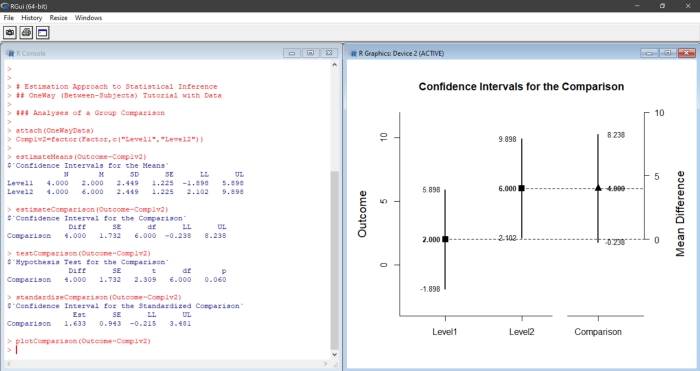 RGui (64-bit)
File History Resize Windows
R Console
>
>
> # Estimation Approach to Statistical Inference
> ## OneWay (Between-Subjects) Tutorial with Data
>
> ### Analyses of a Group Comparison
>
> attach(OneWayData)
> Complv2=factor(Factor,c("Level1","Level2"))
>
> estimateMeans(Outcome~Complv2)
$`Confidence Intervals for the Means`
N M SD SE LL UL
Level1 4.000 2.000 2.449 1.225 -1.898 5.898
Level2 4.000 6.000 2.449 1.225 2.102 9.898

> estimateComparison(Outcome~Complv2)
$`Confidence Interval for the Comparison`
Diff SE df LL UL
Comparison 4.000 1.732 6.000 -0.238 8.238

> testComparison(Outcome~Complv2)
$`Hypothesis Test for the Comparison`
Diff SE t df p
Comparison 4.000 1.732 2.309 6.000 0.060

> standardizeComparison(Outcome~Complv2)
$`Confidence Interval for the Standardized Comparison`
Est SE LL UL
Comparison 1.633 0.943 -0.215 3.481

> plotComparison(Outcome~Complv2)
> |
R Graphics: Device 2 (ACTIVE)
Confidence Intervals for the Comparison
Outcome
10
5
0
5.898
2.000
-1.898
9.898
6.000
2.102
8.238
4.000
-0.238
10
5
0
Mean Difference
Level1 Level2 Comparison